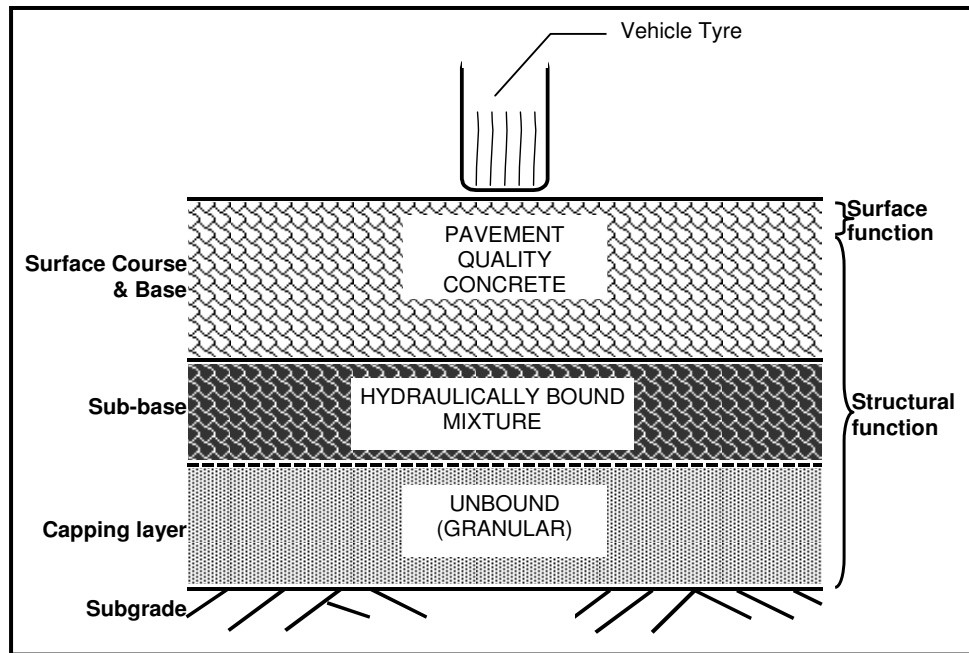 Vehicle Tyre
Surface
function
PAVEMENT
QUALITY
CONCRETE
Surface Course
& Base
Sub-base
HYDRAULICALLY BOUND
MIXTURE
Structural
function
Capping layer
UNBOUND
(GRANULAR)
Subgrade